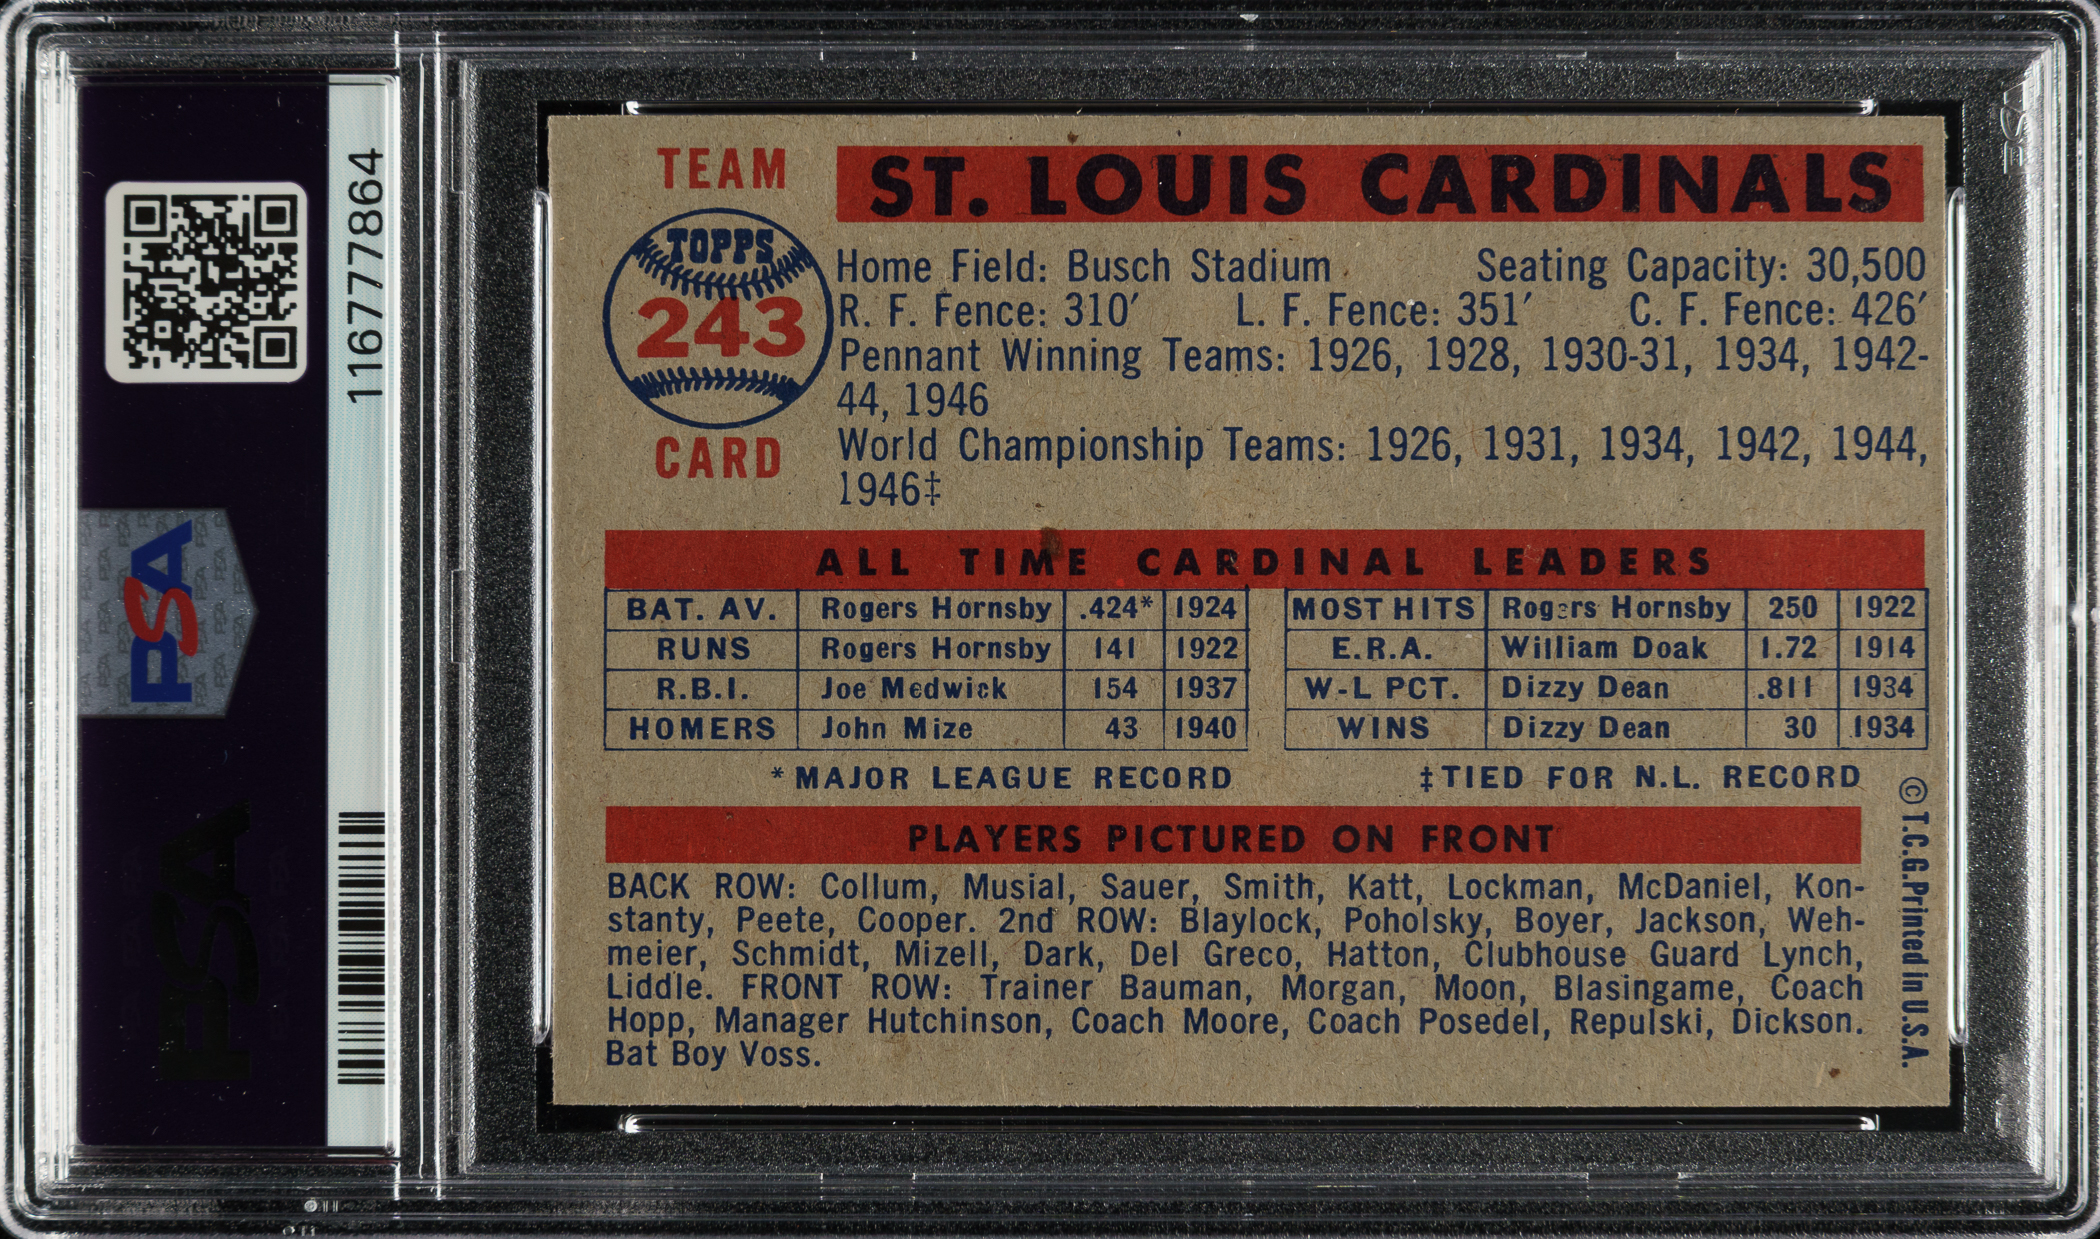 116777864
PSA
PSA
TEAM
TOPPS
243
CARD
ST. LOUIS CARDINALS
Home Field: Busch Stadium Seating Capacity: 30,500
R. F. Fence: 310′ L. F. Fence: 351′ C. F. Fence: 426′
Pennant Winning Teams: 1926, 1928, 1930-31, 1934, 1942-
44, 1946
World Championship Teams: 1926, 1931, 1934, 1942, 1944,
1946‡
ALL TIME CARDINAL LEADERS
BAT. AV. Rogers Hornsby .424* 1924 MOST HITS Rogers Hornsby 250 1922
RUNS Rogers Hornsby 141 1922 E.R.A. William Doak 1.72 1914
R.B.I. Joe Medwick 154 1937 W-L PCT. Dizzy Dean .811 1934
HOMERS John Mize 43 1940 WINS Dizzy Dean 30 1934
*MAJOR LEAGUE RECORD ‡TIED FOR N.L. RECORD
PLAYERS PICTURED ON FRONT
BACK ROW: Collum, Musial, Sauer, Smith, Katt, Lockman, McDaniel, Kon-
stanty, Peete, Cooper. 2nd ROW: Blaylock, Poholsky, Boyer, Jackson, Weh-
meier, Schmidt, Mizell, Dark, Del Greco, Hatton, Clubhouse Guard Lynch,
Liddle. FRONT ROW: Trainer Bauman, Morgan, Moon, Blasingame, Coach
Hopp, Manager Hutchinson, Coach Moore, Coach Posedel, Repulski, Dickson.
Bat Boy Voss.
© T.C.G. Printed in U.S.A.